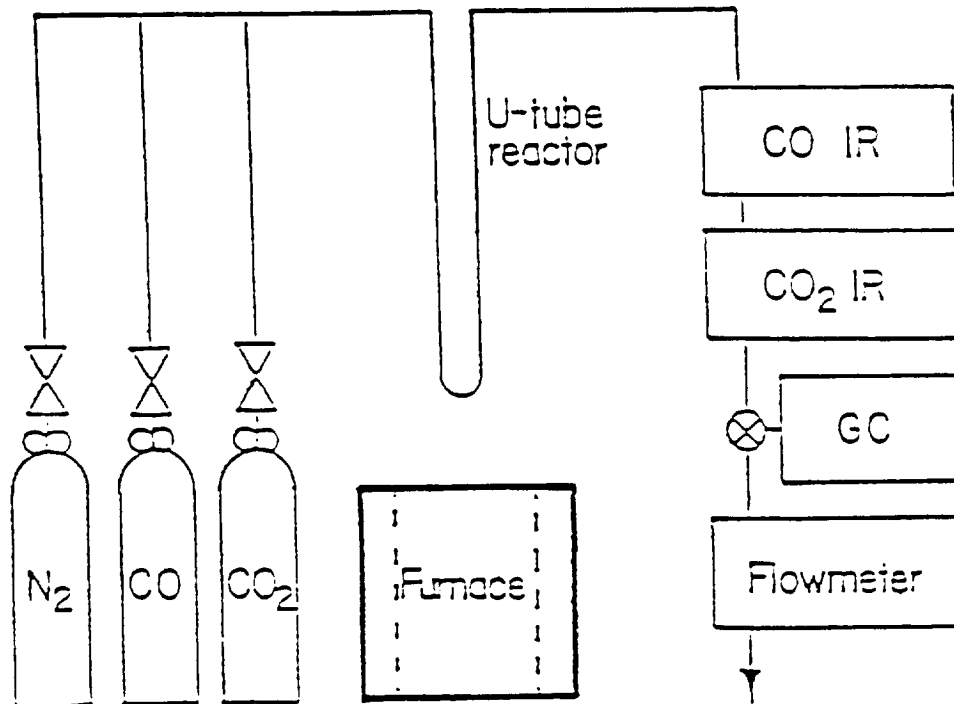 U-tube
reactor
CO IR
CO₂ IR
GC
N₂
CO
CO₂
Furnace
Flowmeter